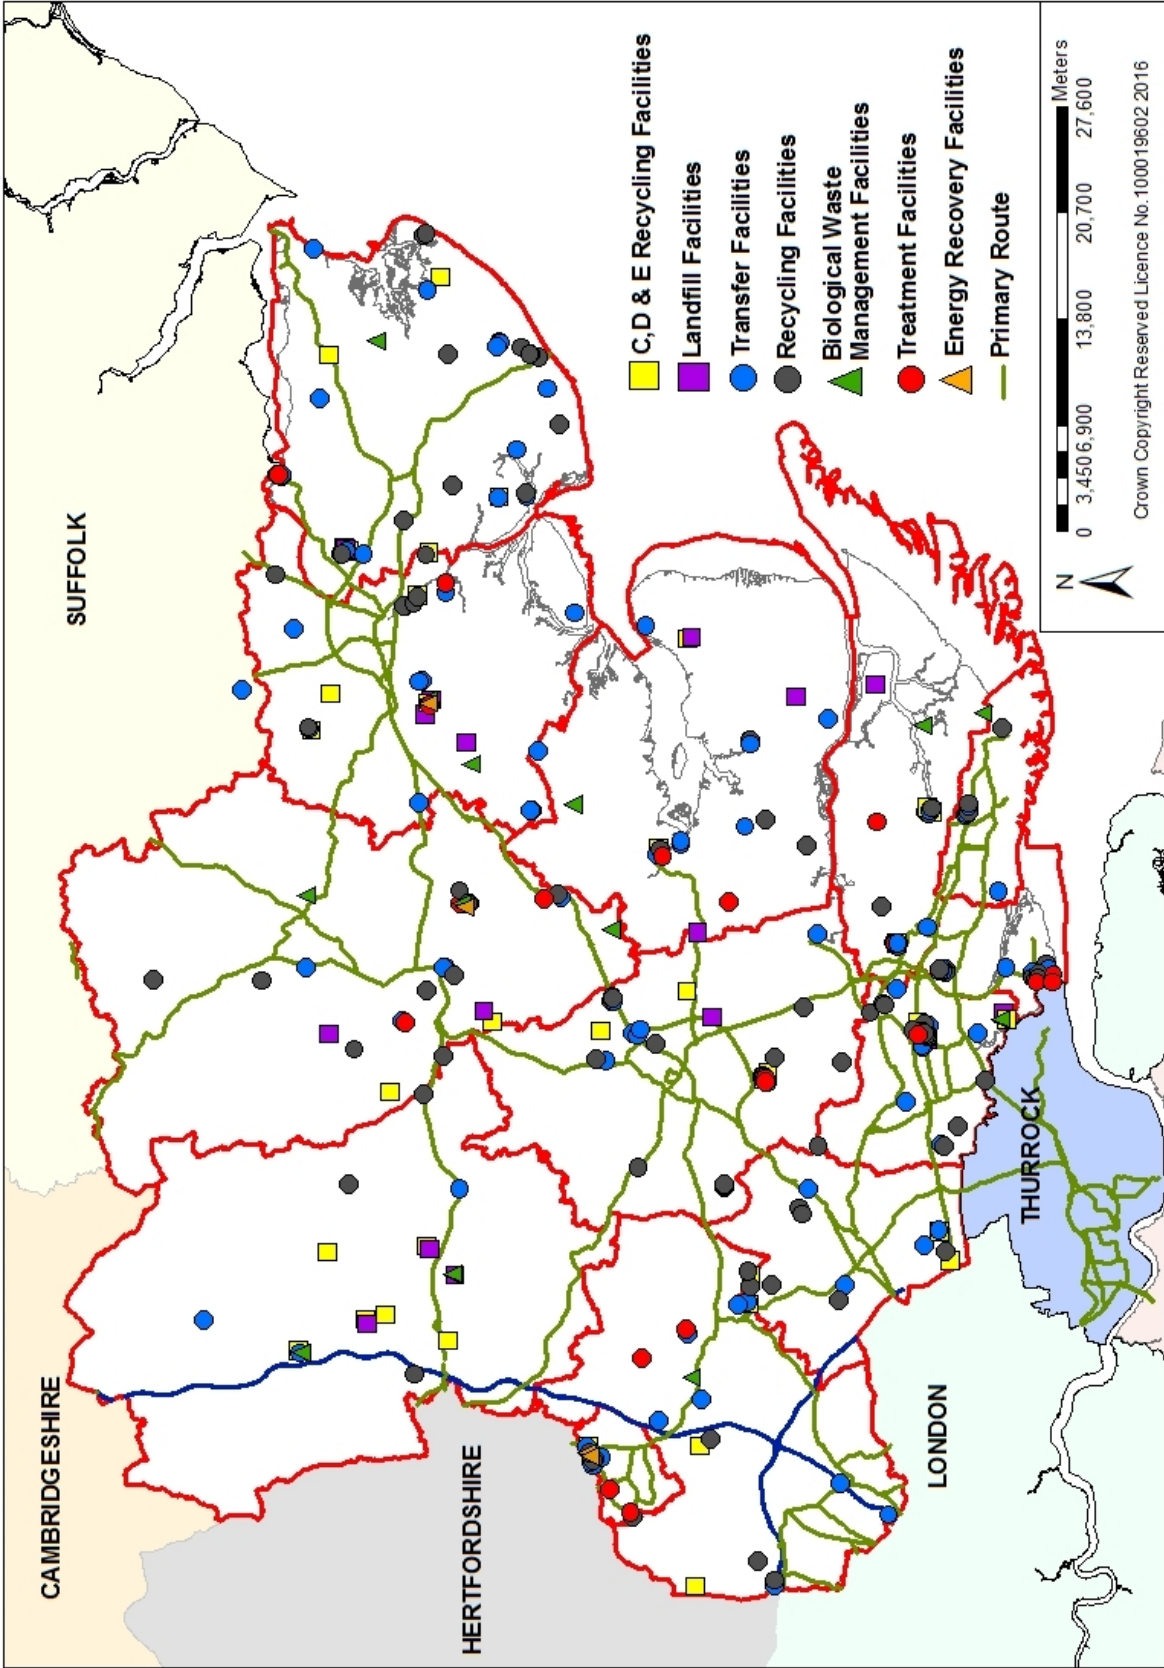 CAMBRIDGESHIRE
SUFFOLK
HERTFORDSHIRE
LONDON
THURROCK
C,D & E Recycling Facilities
Landfill Facilities
Transfer Facilities
Recycling Facilities
Biological Waste
Management Facilities
Treatment Facilities
Energy Recovery Facilities
Primary Route
N
Meters
0 3,450 6,900 13,800 20,700 27,600
Crown Copyright Reserved Licence No.100019602 2016